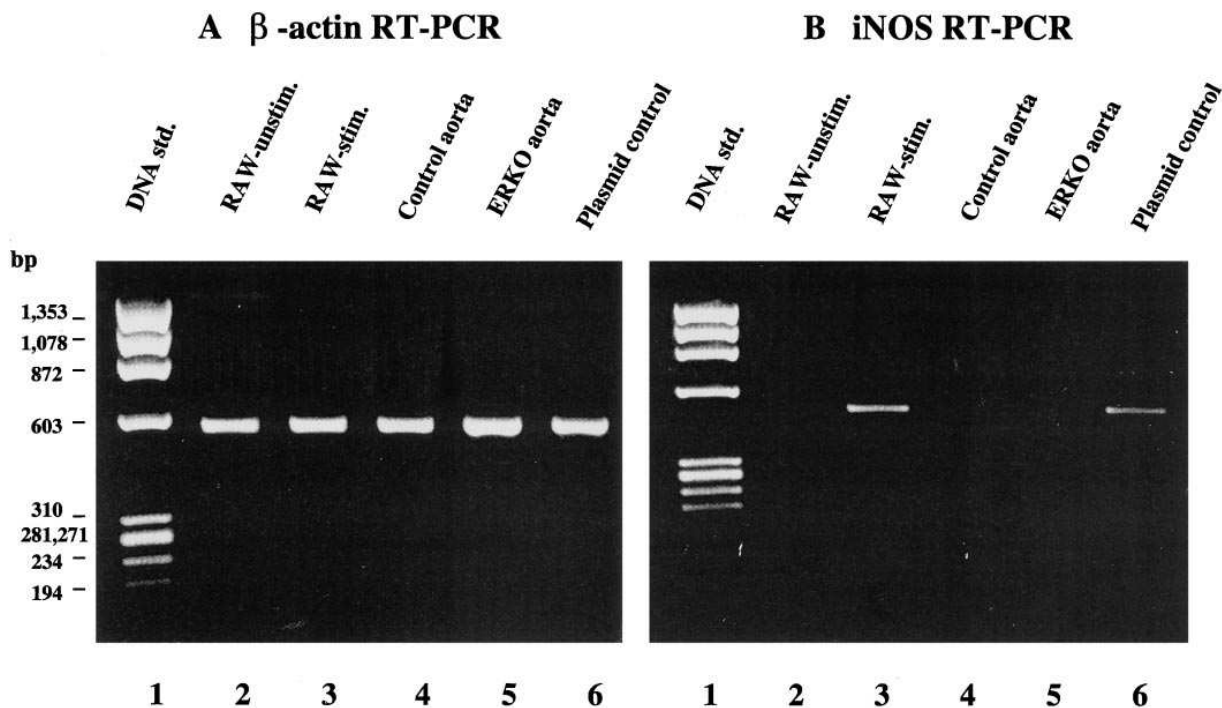 A β-actin RT-PCR
B iNOS RT-PCR
DNA std.
RAW-unstim.
RAW-stim.
Control aorta
ERKO aorta
Plasmid control
DNA std.
RAW-unstim.
RAW-stim.
Control aorta
ERKO aorta
Plasmid control
bp
1,353
1,078
872
603
310
281,271
234
194
1 2 3 4 5 6
1 2 3 4 5 6